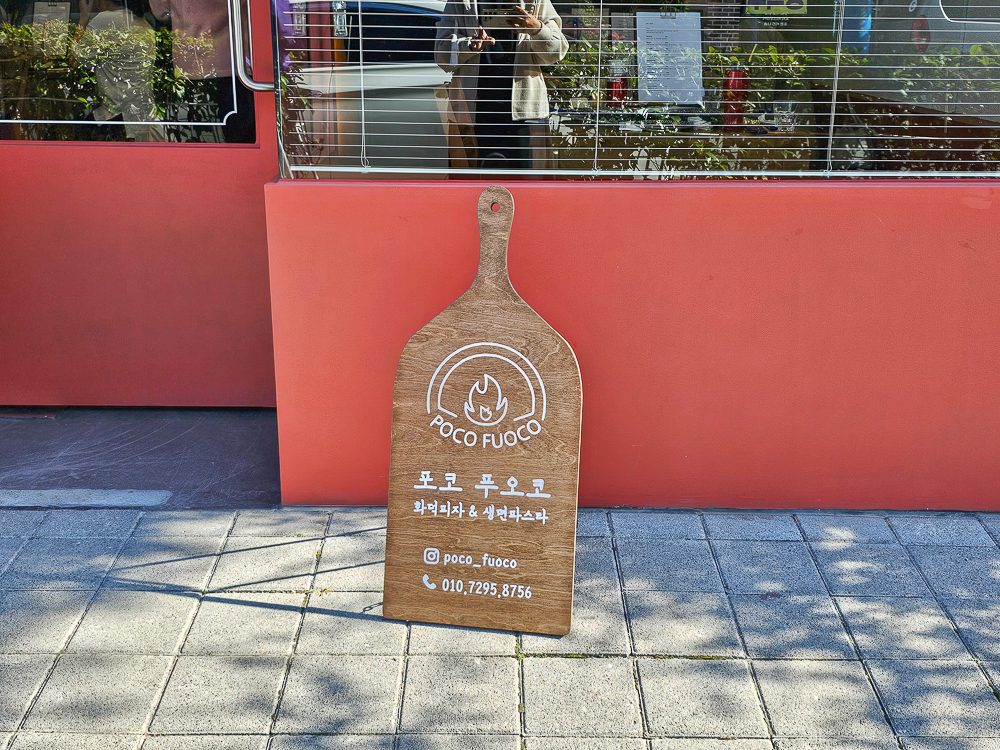 POCO FUOCO
포코 푸오코
화덕피자 & 생면파스타
poco_fuoco
010.7295.8756